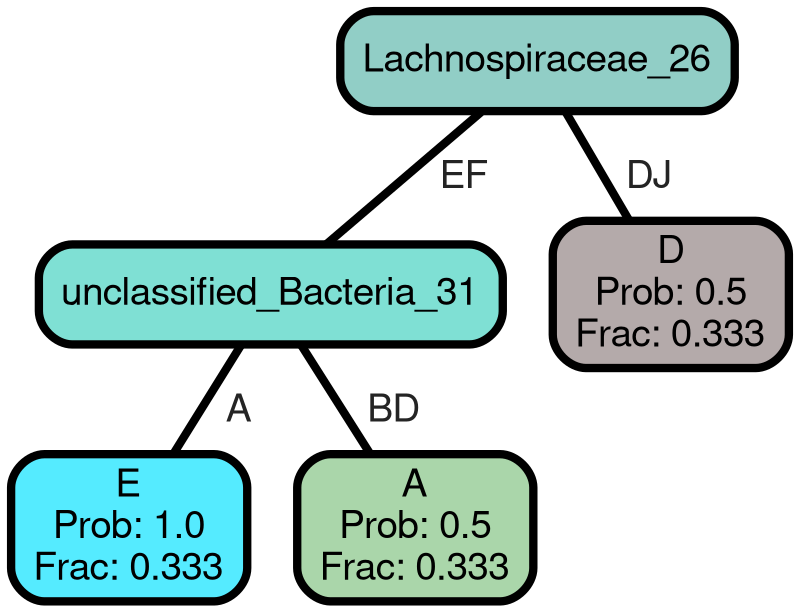 Lachnospiraceae_26
EF
DJ
unclassified_Bacteria_31
D
Prob: 0.5
Frac: 0.333
A
BD
E
Prob: 1.0
Frac: 0.333
A
Prob: 0.5
Frac: 0.333